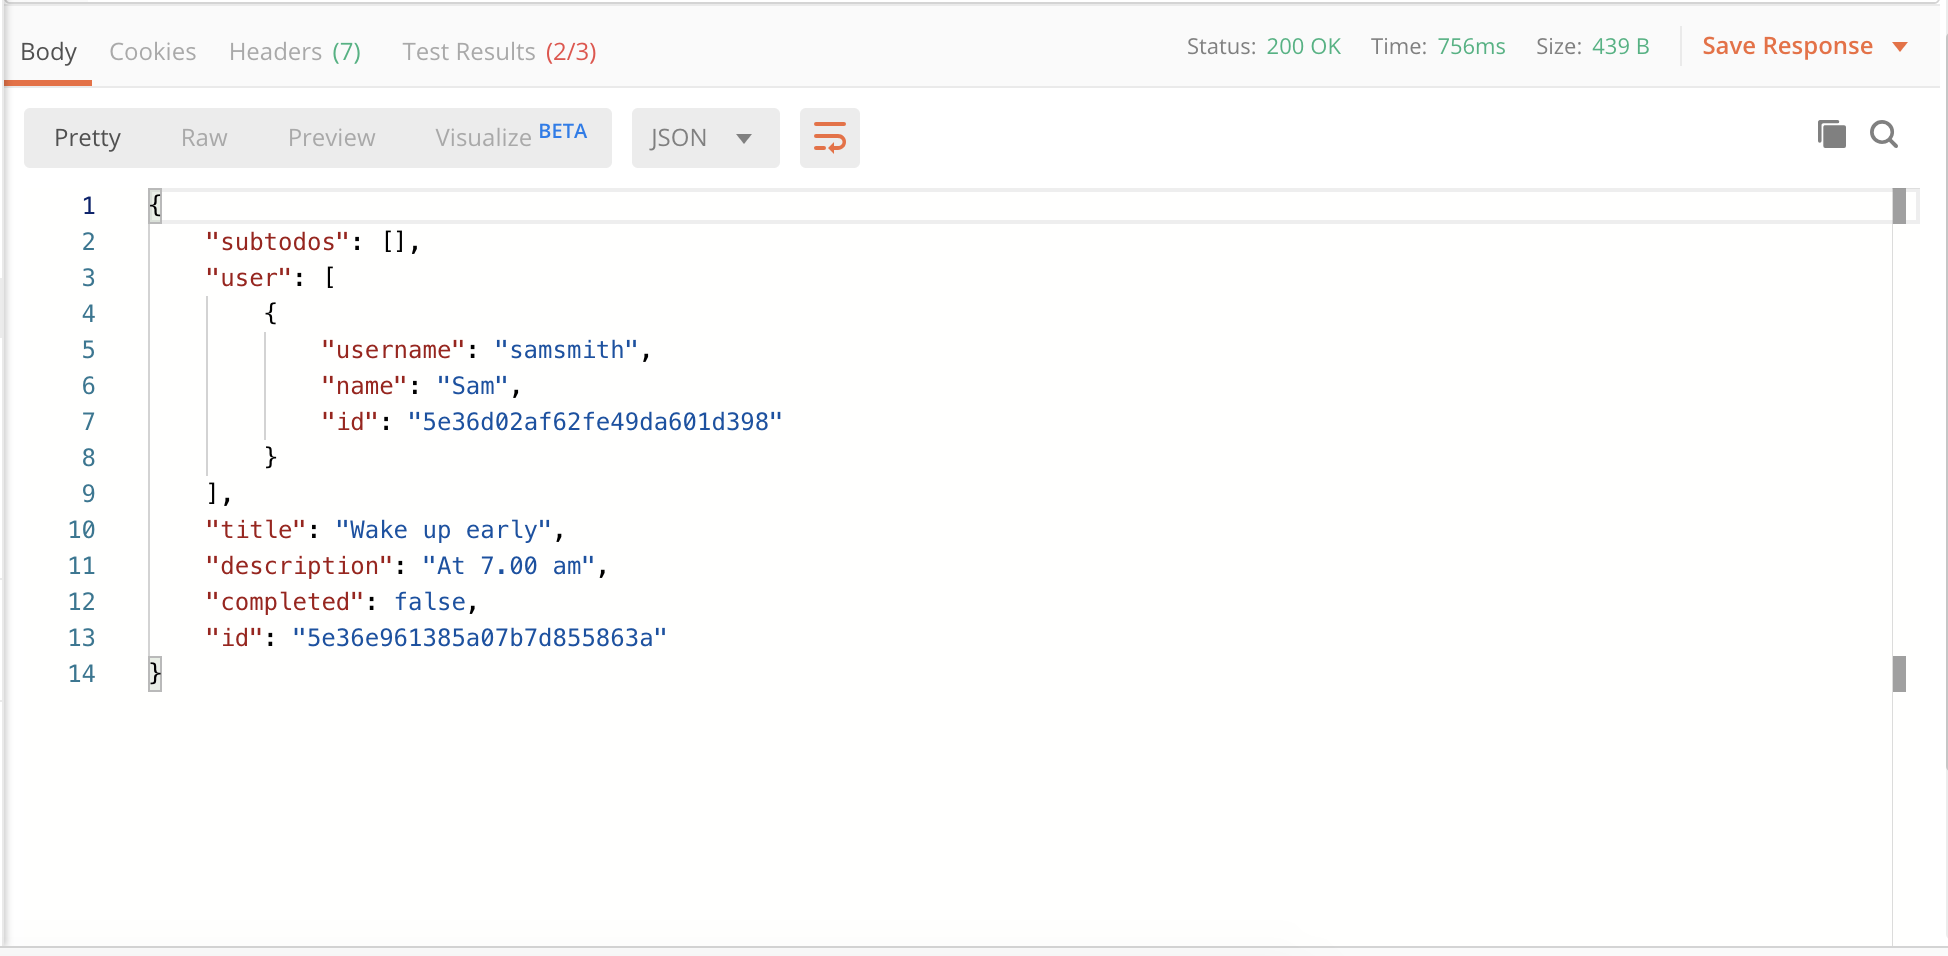 Body Cookies Headers (7) Test Results (2/3) Status: 200 OK Time: 756ms Size: 439 B Save Response
Pretty Raw Preview Visualize BETA JSON
1 {
2 "subtodos": [],
3 "user": [
4 {
5 "username": "samsmith",
6 "name": "Sam",
7 "id": "5e36d02af62fe49da601d398"
8 }
9 ],
10 "title": "Wake up early",
11 "description": "At 7.00 am",
12 "completed": false,
13 "id": "5e36e961385a07b7d855863a"
14 }